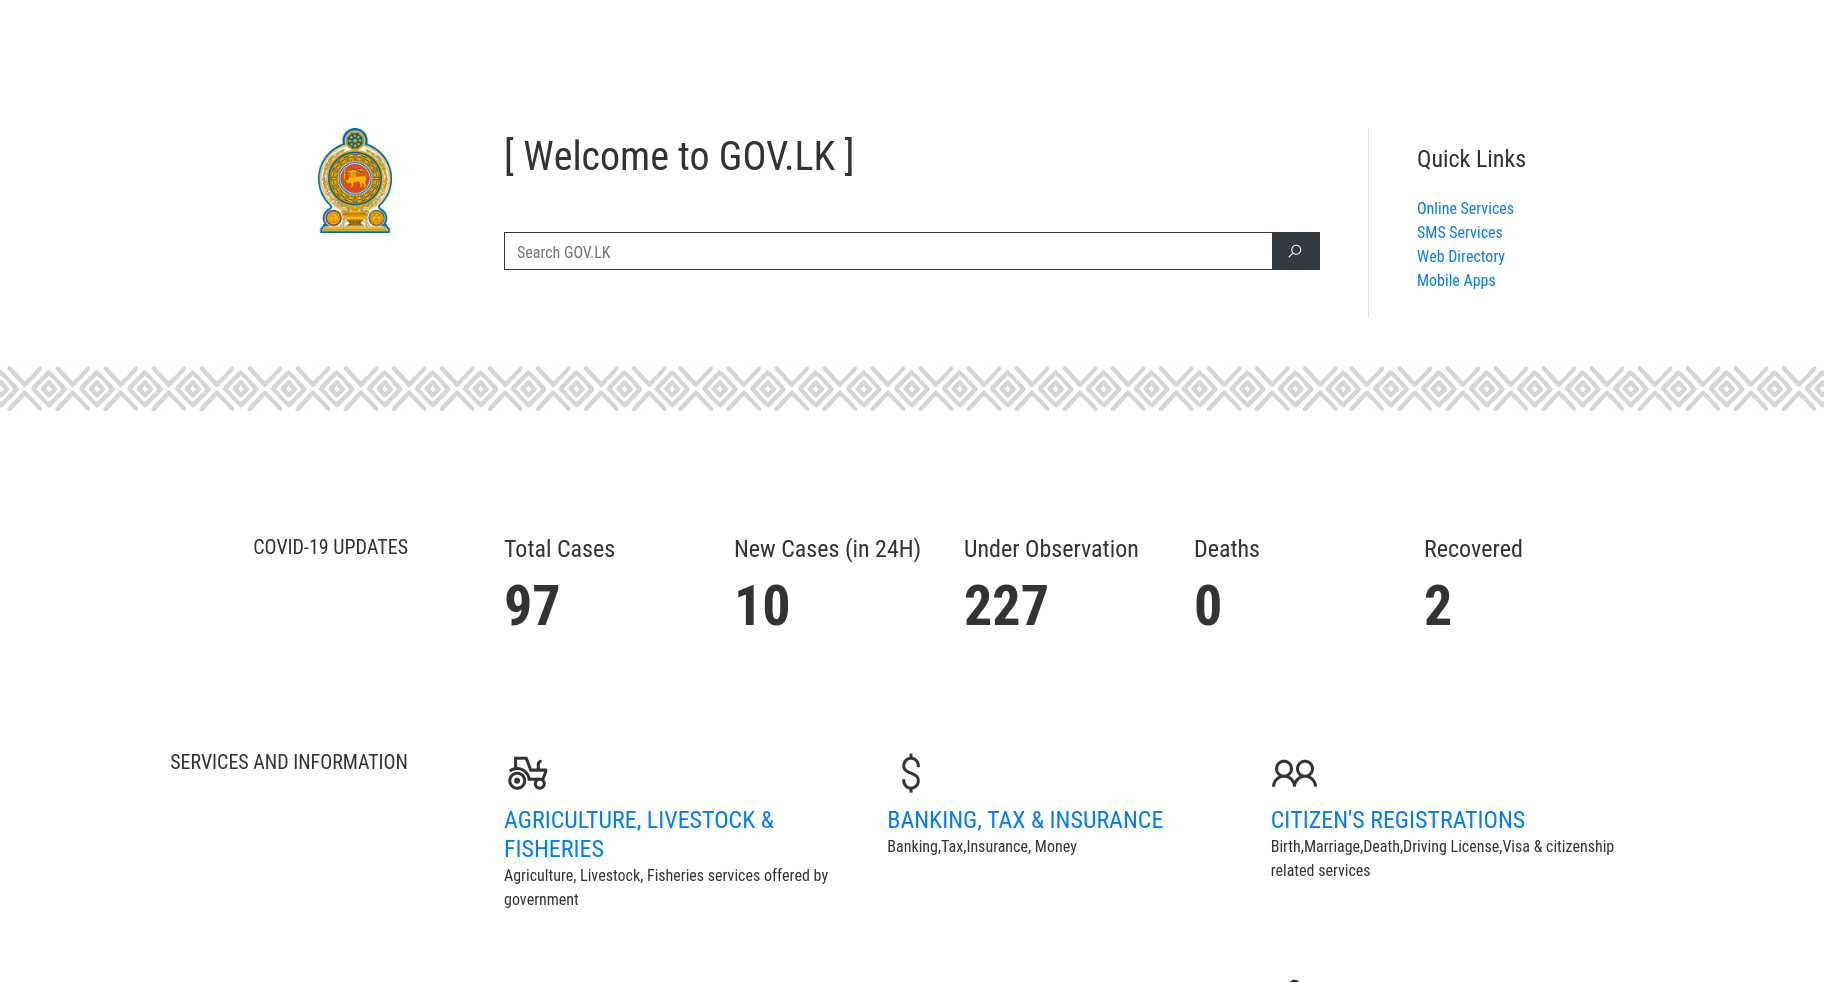 [ Welcome to GOV.LK ]
Search GOV.LK
Quick Links
Online Services
SMS Services
Web Directory
Mobile Apps
COVID-19 UPDATES
Total Cases
97
New Cases (in 24H)
10
Under Observation
227
Deaths
0
Recovered
2
SERVICES AND INFORMATION
AGRICULTURE, LIVESTOCK &
FISHERIES
Agriculture, Livestock, Fisheries services offered by
government
BANKING, TAX & INSURANCE
Banking,Tax,Insurance, Money
CITIZEN'S REGISTRATIONS
Birth,Marriage,Death,Driving License,Visa & citizenship
related services